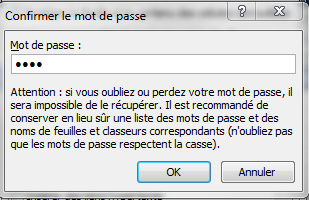 Confirmer le mot de passe
Mot de passe :
••••
Attention : si vous oubliez ou perdez votre mot de passe, il
sera impossible de le récupérer. Il est recommandé de
conserver en lieu sûr une liste des mots de passe et des
noms de feuilles et classeurs correspondants (n'oubliez pas
que les mots de passe respectent la casse).
OK Annuler